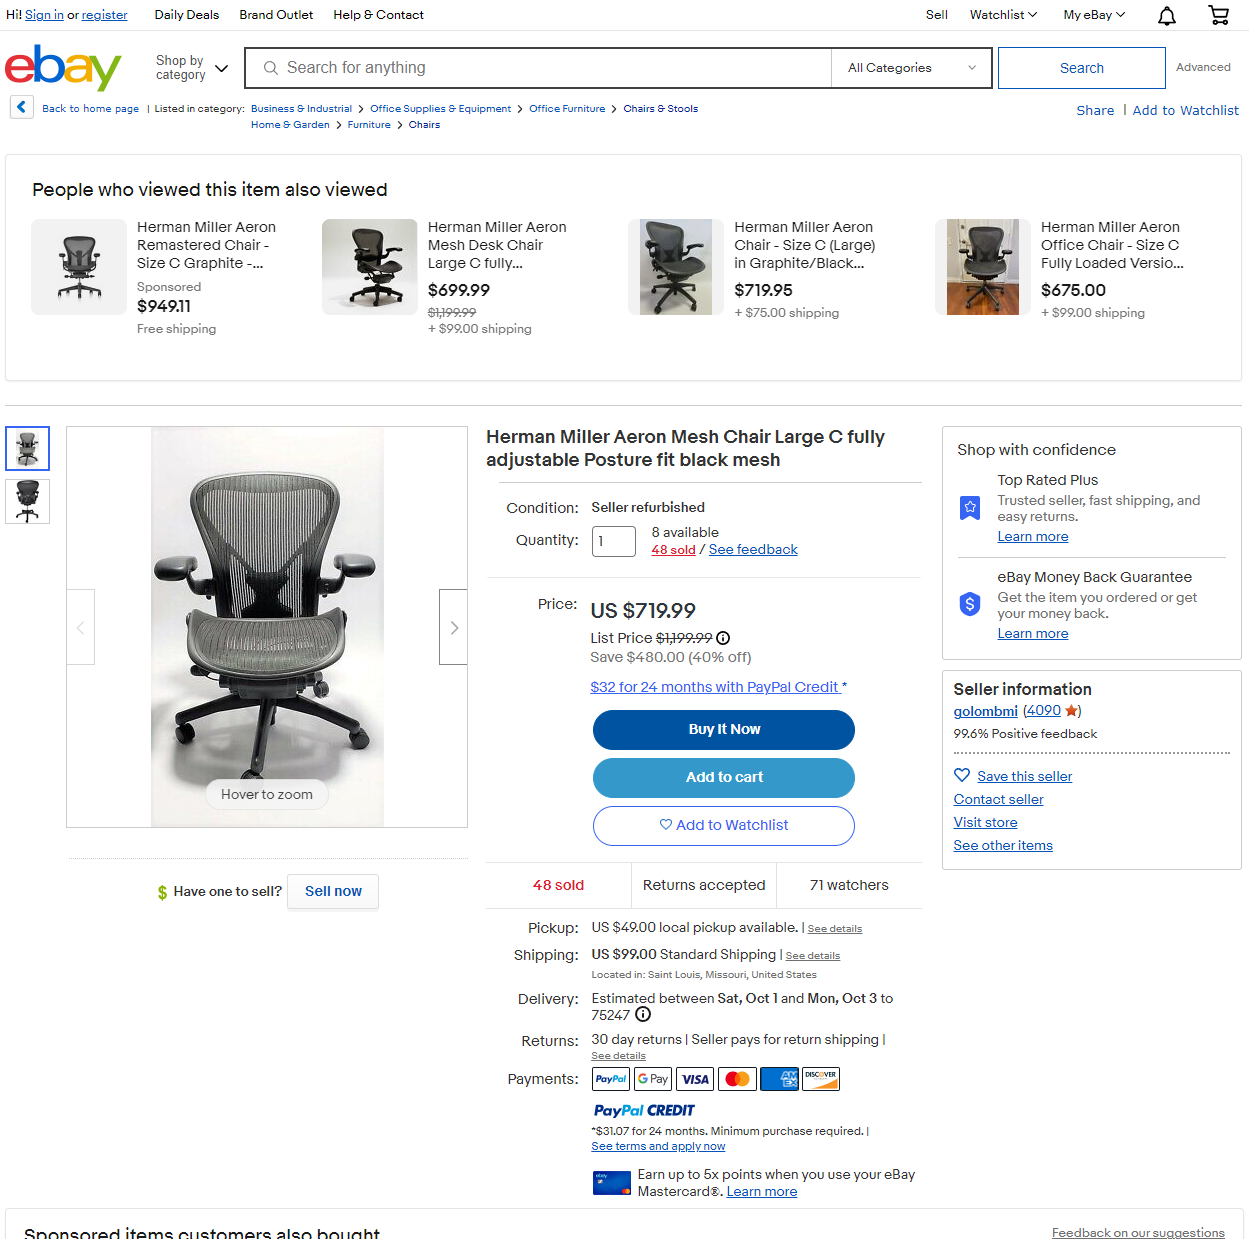 Hi! Sign in or register Daily Deals Brand Outlet Help & Contact Sell Watchlist My eBay
ebay Shop by category Search for anything All Categories Search Advanced
Back to home page | Listed in category: Business & Industrial > Office Supplies & Equipment > Office Furniture > Chairs & Stools
Home & Garden > Furniture > Chairs
Share | Add to Watchlist
People who viewed this item also viewed
Herman Miller Aeron
Remastered Chair -
Size C Graphite -...
Sponsored
$949.11
Free shipping
Herman Miller Aeron
Mesh Desk Chair
Large C fully...
$699.99
$1,199.99
+ $99.00 shipping
Herman Miller Aeron
Chair - Size C (Large)
in Graphite/Black...
$719.95
+ $75.00 shipping
Herman Miller Aeron
Office Chair - Size C
Fully Loaded Versio...
$675.00
+ $99.00 shipping
Hover to zoom
$ Have one to sell? Sell now
Herman Miller Aeron Mesh Chair Large C fully
adjustable Posture fit black mesh
Condition: Seller refurbished
Quantity: 1 8 available
48 sold / See feedback
Price: US $719.99
List Price $1,199.99
Save $480.00 (40% off)
$32 for 24 months with PayPal Credit *
Buy It Now
Add to cart
Add to Watchlist
48 sold Returns accepted 71 watchers
Pickup: US $49.00 local pickup available. | See details
Shipping: US $99.00 Standard Shipping | See details
Located in: Saint Louis, Missouri, United States
Delivery: Estimated between Sat, Oct 1 and Mon, Oct 3 to
75247
Returns: 30 day returns | Seller pays for return shipping |
See details
Payments: PayPal G Pay VISA AMEX DISCOVER
PayPal CREDIT
*$31.07 for 24 months. Minimum purchase required. |
See terms and apply now
ebay Earn up to 5x points when you use your eBay
Mastercard®. Learn more
Shop with confidence
Top Rated Plus
Trusted seller, fast shipping, and
easy returns.
Learn more
eBay Money Back Guarantee
Get the item you ordered or get
your money back.
Learn more
Seller information
golombmi (4090)
99.6% Positive feedback
Save this seller
Contact seller
Visit store
See other items
Sponsored items customers also bought
Feedback on our suggestions